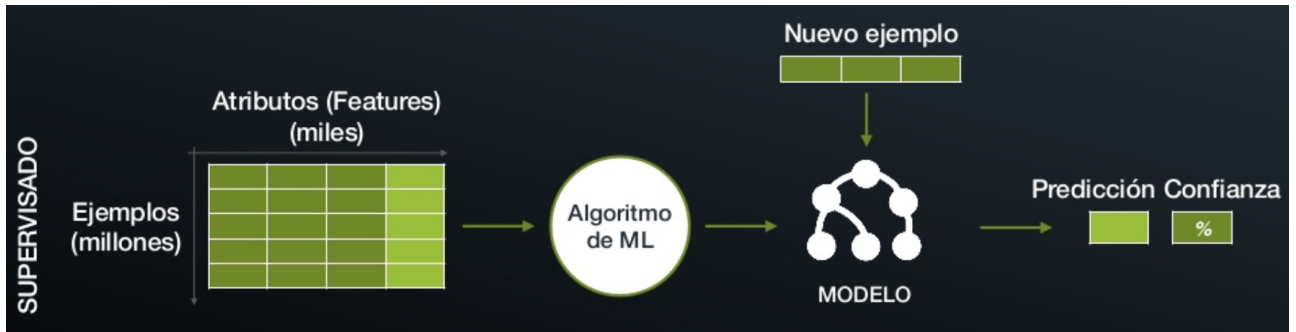 SUPERVISADO
Atributos (Features)
(miles)
Ejemplos
(millones)
Algoritmo
de ML
Nuevo ejemplo
MODELO
Predicción Confianza
%